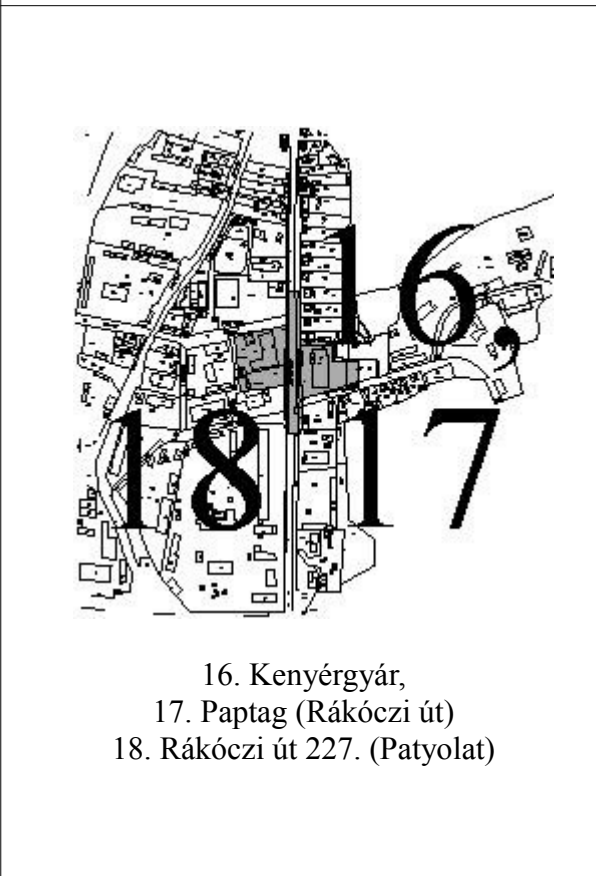 16,
18 17
16. Kenyérgyár,
17. Paptag (Rákóczi út)
18. Rákóczi út 227. (Patyolat)